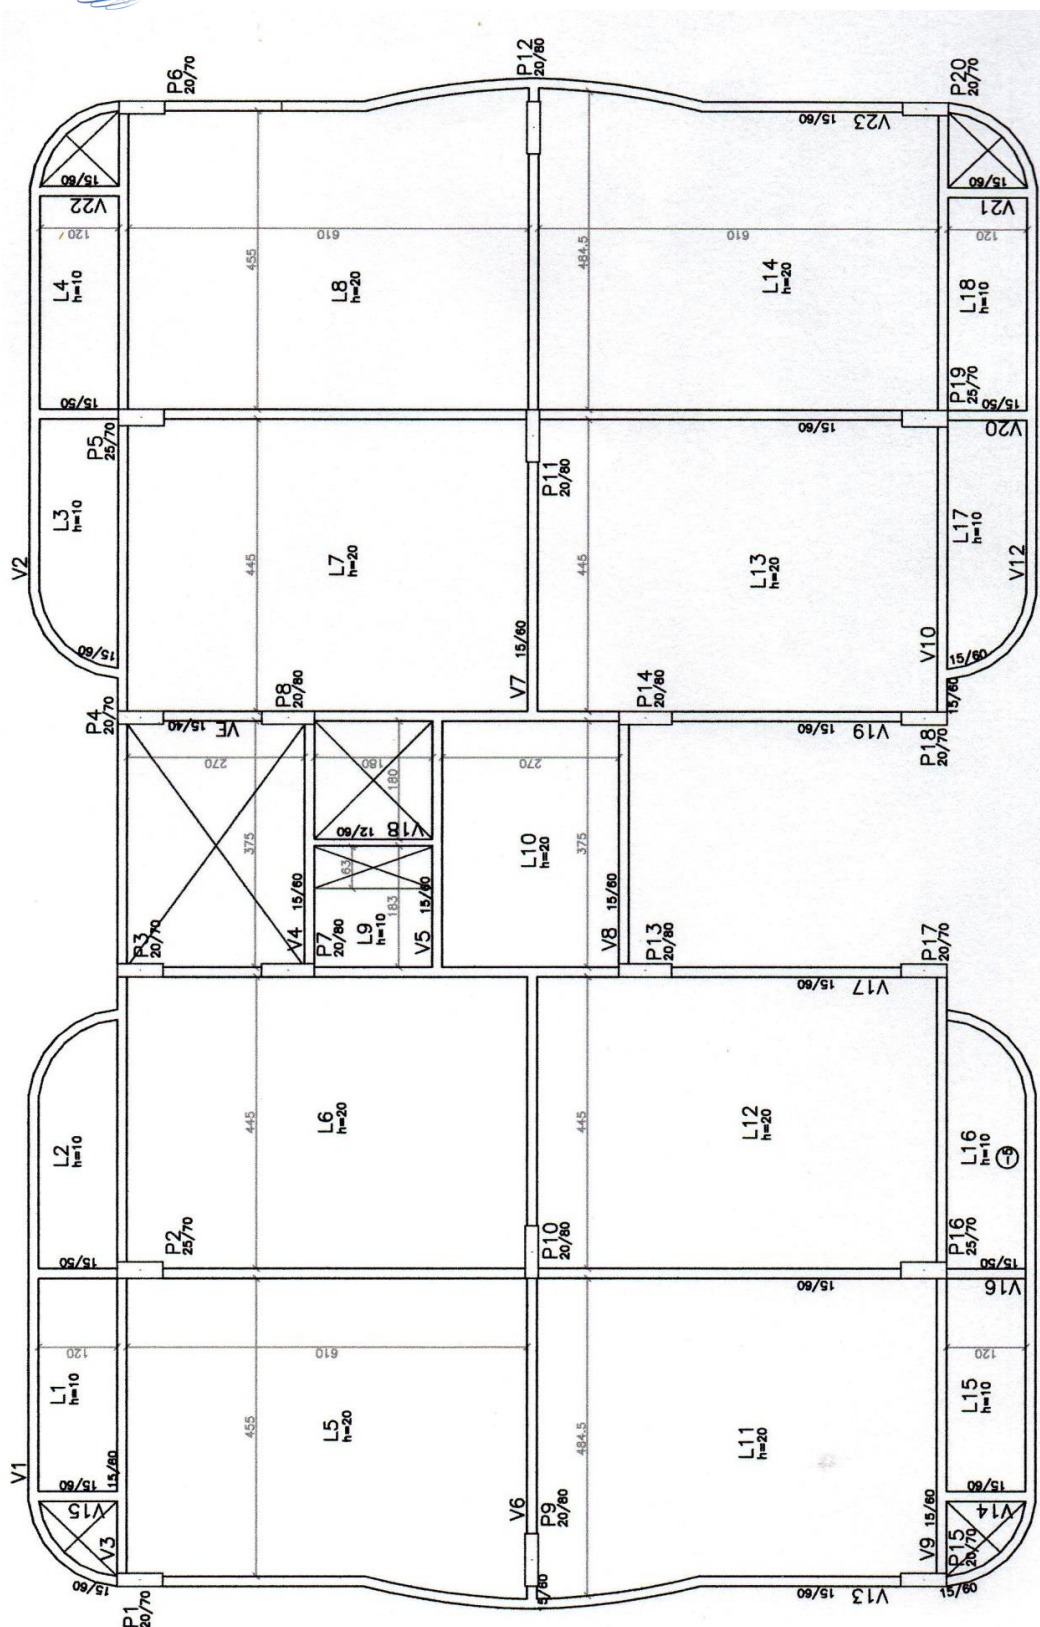 P1
20/70
V1
15/60
V15
15/60
V3
15/60
L1
h=10
120
15/50
L2
h=10
P2
25/70
P3
20/70
P4
20/70
V2
15/60
L3
h=10
P5
25/70
15/50
L4
h=10
120
V22
15/60
P6
20/70
455
L5
h=20
610
445
L6
h=20
375
270
VE
15/40
V4
15/60
P7
20/80
P8
20/80
L9
h=10
63
183
180
180
V18
12/60
V5
15/60
445
L7
h=20
455
L8
h=20
610
V6
P9
20/80
15/60
P10
20/80
L10
h=20
270
V7
15/60
P11
20/80
P12
20/80
484.5
L11
h=20
445
L12
h=20
V8
15/60
P13
20/80
P14
20/80
445
L13
h=20
484.5
L14
h=20
610
V13
15/60
15/60
15/60
V17
15/60
V19
15/60
15/60
V23
15/60
V9
15/60
P15
20/70
15/60
V14
L15
h=10
120
P16
25/70
15/50
V16
L16
h=10
-5
P17
20/70
P18
20/70
V10
15/60
15/60
L17
h=10
V12
P19
25/70
15/50
V20
L18
h=10
120
V21
15/60
P20
20/70